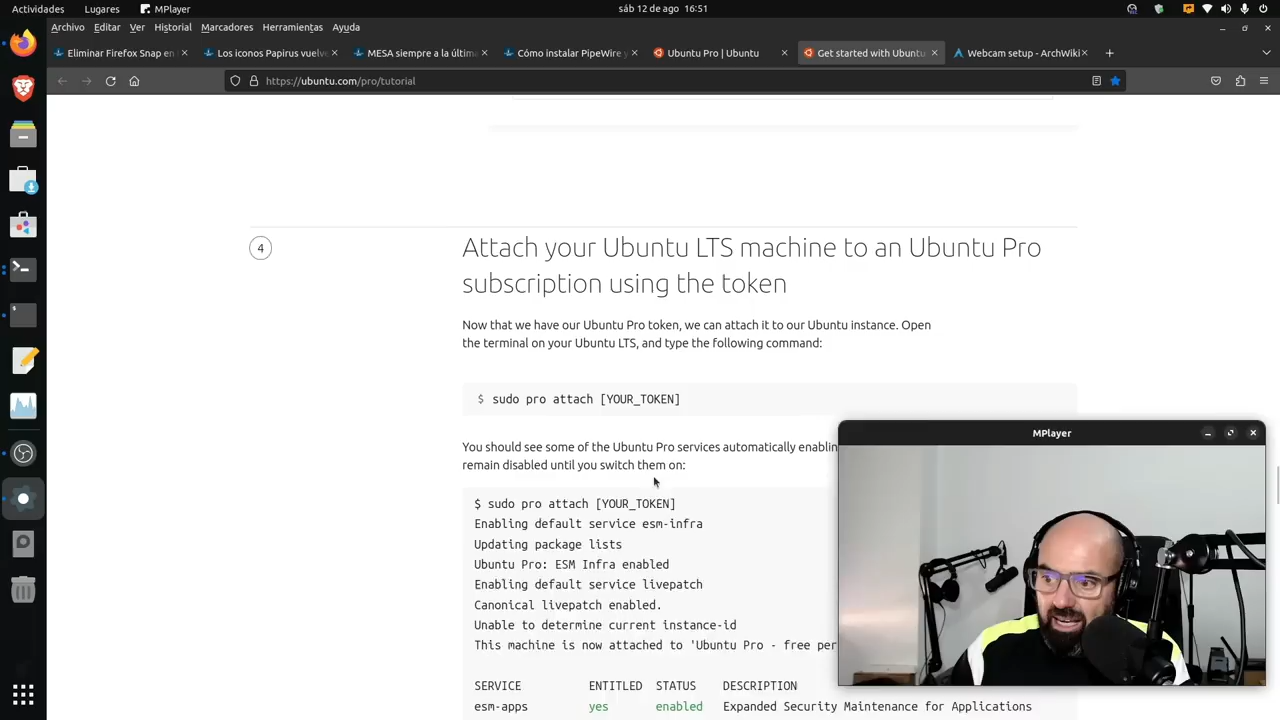 Actividades
Lugares
MPlayer
sáb 12 de ago 16:51
Archivo Editar Ver Historial Marcadores Herramientas Ayuda
Eliminar Firefox Snap en
Los iconos Papirus vuelve
MESA siempre a la últim
Cómo instalar PipeWire y
Ubuntu Pro | Ubuntu
Get started with Ubuntu
Webcam setup - ArchWiki
https://ubuntu.com/pro/tutorial
4
Attach your Ubuntu LTS machine to an Ubuntu Pro
subscription using the token
Now that we have our Ubuntu Pro token, we can attach it to our Ubuntu instance. Open
the terminal on your Ubuntu LTS, and type the following command:
$ sudo pro attach [YOUR_TOKEN]
You should see some of the Ubuntu Pro services automatically enablin
remain disabled until you switch them on:
$ sudo pro attach [YOUR_TOKEN]
Enabling default service esm-infra
Updating package lists
Ubuntu Pro: ESM Infra enabled
Enabling default service livepatch
Canonical livepatch enabled.
Unable to determine current instance-id
This machine is now attached to 'Ubuntu Pro - free per
SERVICE ENTITLED STATUS DESCRIPTION
esm-apps yes enabled Expanded Security Maintenance for Applications
MPlayer